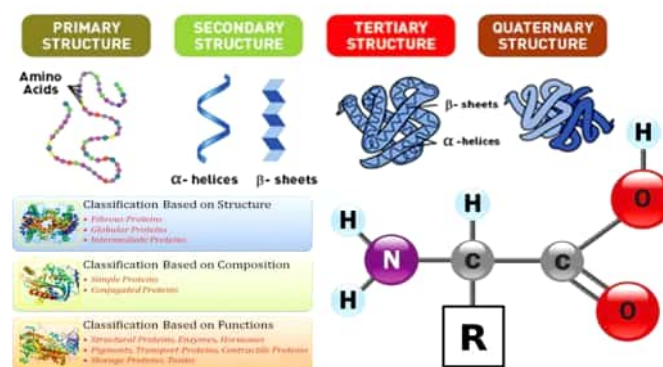 PRIMARY
STRUCTURE
SECONDARY
STRUCTURE
TERTIARY
STRUCTURE
QUATERNARY
STRUCTURE
Amino
Acids
α- helices
β- sheets
β- sheets
α -helices
Classification Based on Structure
• Fibrous Proteins
• Globular Proteins
• Intermediate Proteins
Classification Based on Composition
• Simple Proteins
• Conjugated Proteins
Classification Based on Functions
• Structural Proteins, Enzymes, Hormones
• Pigments, Transport Proteins, Contractile Proteins
• Storage Proteins, Toxins
H
O
H
H
N
C
C
H
O
R